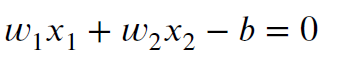 w₁x₁ + w₂x₂ − b = 0